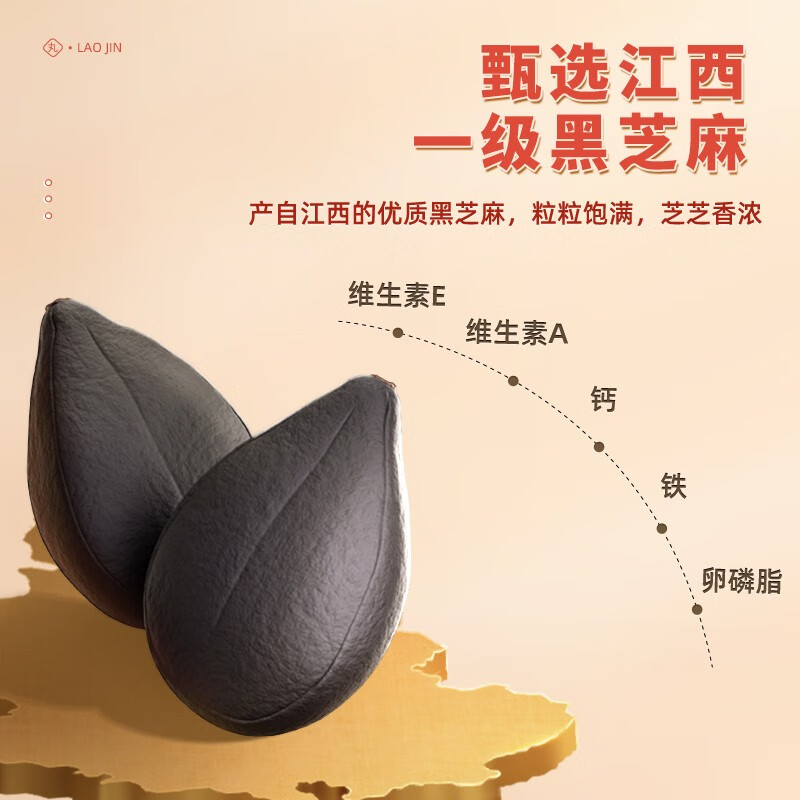 丸·LAO JIN
甄选江西
一级黑芝麻
产自江西的优质黑芝麻，粒粒饱满，芝芝香浓
维生素E
维生素A
钙
铁
卵磷脂